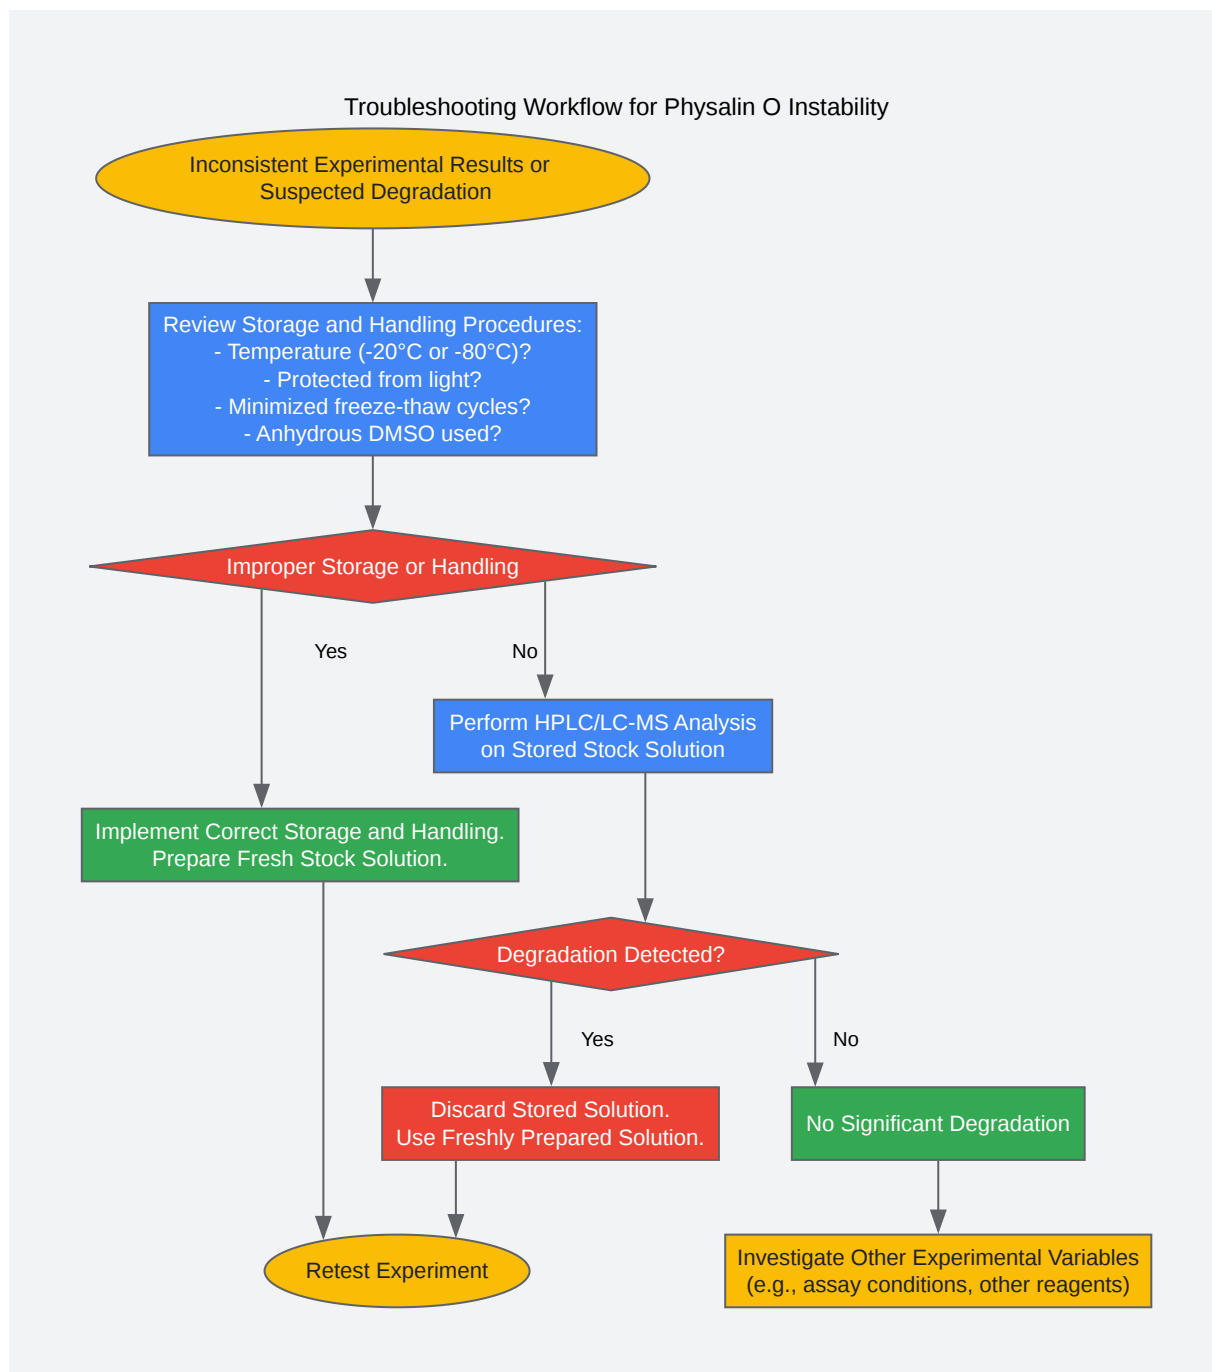 Troubleshooting Workflow for Physalin O Instability
Inconsistent Experimental Results or
Suspected Degradation
Review Storage and Handling Procedures:
- Temperature (-20°C or -80°C)?
- Protected from light?
- Minimized freeze-thaw cycles?
- Anhydrous DMSO used?
Improper Storage or Handling
Yes
No
Perform HPLC/LC-MS Analysis
on Stored Stock Solution
Implement Correct Storage and Handling.
Prepare Fresh Stock Solution.
Degradation Detected?
Yes
No
Discard Stored Solution.
Use Freshly Prepared Solution.
No Significant Degradation
Retest Experiment
Investigate Other Experimental Variables
(e.g., assay conditions, other reagents)